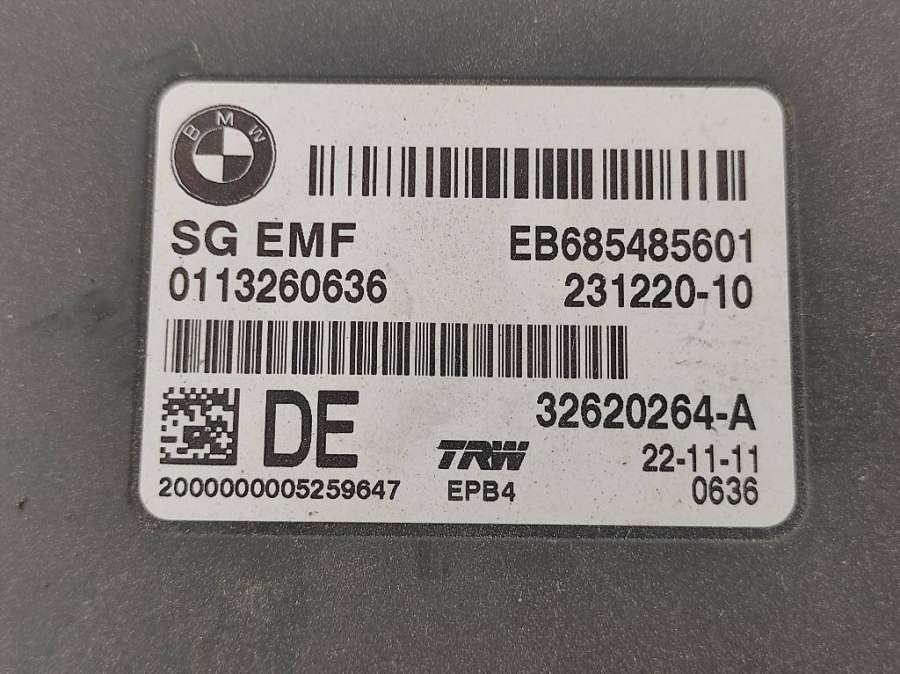 BMW
SG EMF EB685485601
0113260636 231220-10
DE 32620264-A
TRW 22-11-11
2000000005259647 EPB4 0636